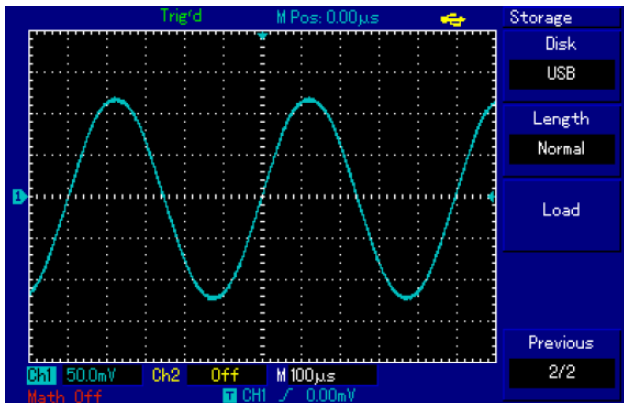 Trig'd M Pos: 0.00μs Storage
Disk
USB
Length
Normal
1
Load
Previous
2/2
Ch1 50.0mV Ch2 Off M 100μs
Math Off T CH1 0.00mV